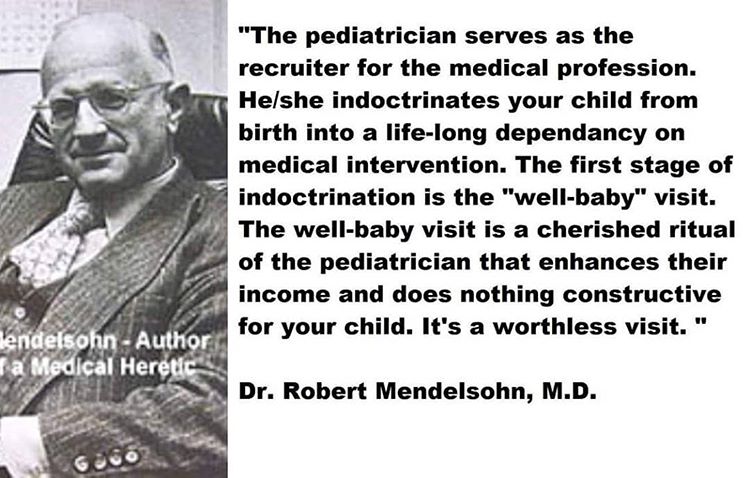 "The pediatrician serves as the
recruiter for the medical profession.
He/she indoctrinates your child from
birth into a life-long dependancy on
medical intervention. The first stage of
indoctrination is the "well-baby" visit.
The well-baby visit is a cherished ritual
of the pediatrician that enhances their
income and does nothing constructive
for your child. It's a worthless visit. "
Dr. Robert Mendelsohn, M.D.
endelsohn - Author
f a Medical Heretic